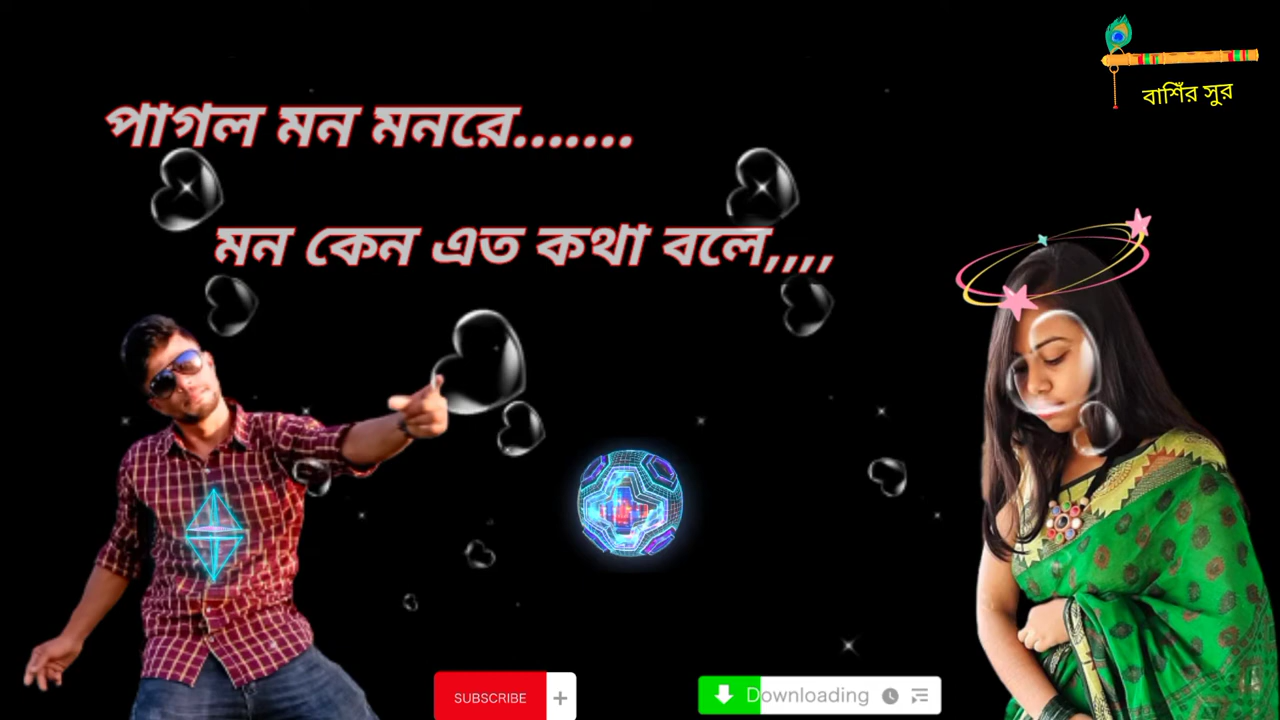 বাশিঁর সুর
পাগল মন মনরে.......
মন কেন এত কথা বলে,,,,
SUBSCRIBE +
Downloading